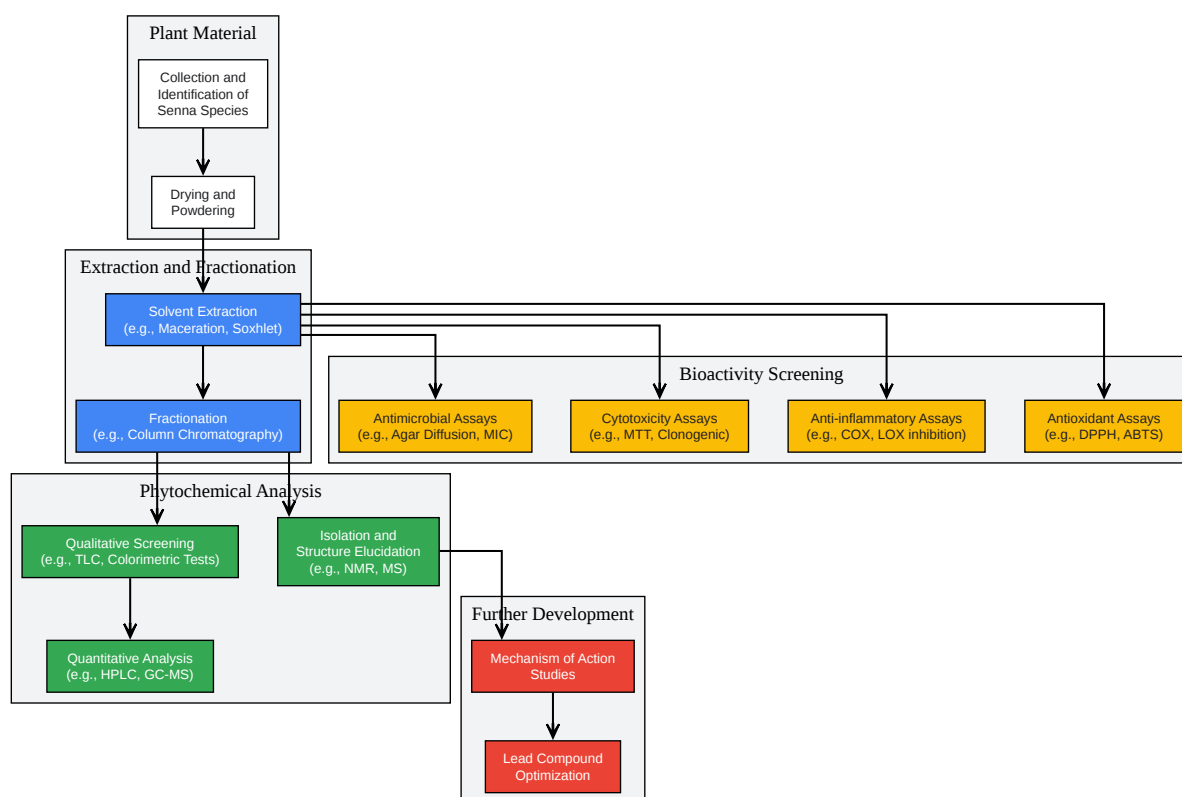 Plant Material
Collection and
Identification of
Senna Species
Drying and
Powdering
Extraction and Fractionation
Solvent Extraction
(e.g., Maceration, Soxhlet)
Fractionation
(e.g., Column Chromatography)
Bioactivity Screening
Antimicrobial Assays
(e.g., Agar Diffusion, MIC)
Cytotoxicity Assays
(e.g., MTT, Clonogenic)
Anti-inflammatory Assays
(e.g., COX, LOX inhibition)
Antioxidant Assays
(e.g., DPPH, ABTS)
Phytochemical Analysis
Qualitative Screening
(e.g., TLC, Colorimetric Tests)
Isolation and
Structure Elucidation
(e.g., NMR, MS)
Quantitative Analysis
(e.g., HPLC, GC-MS)
Further Development
Mechanism of Action
Studies
Lead Compound
Optimization